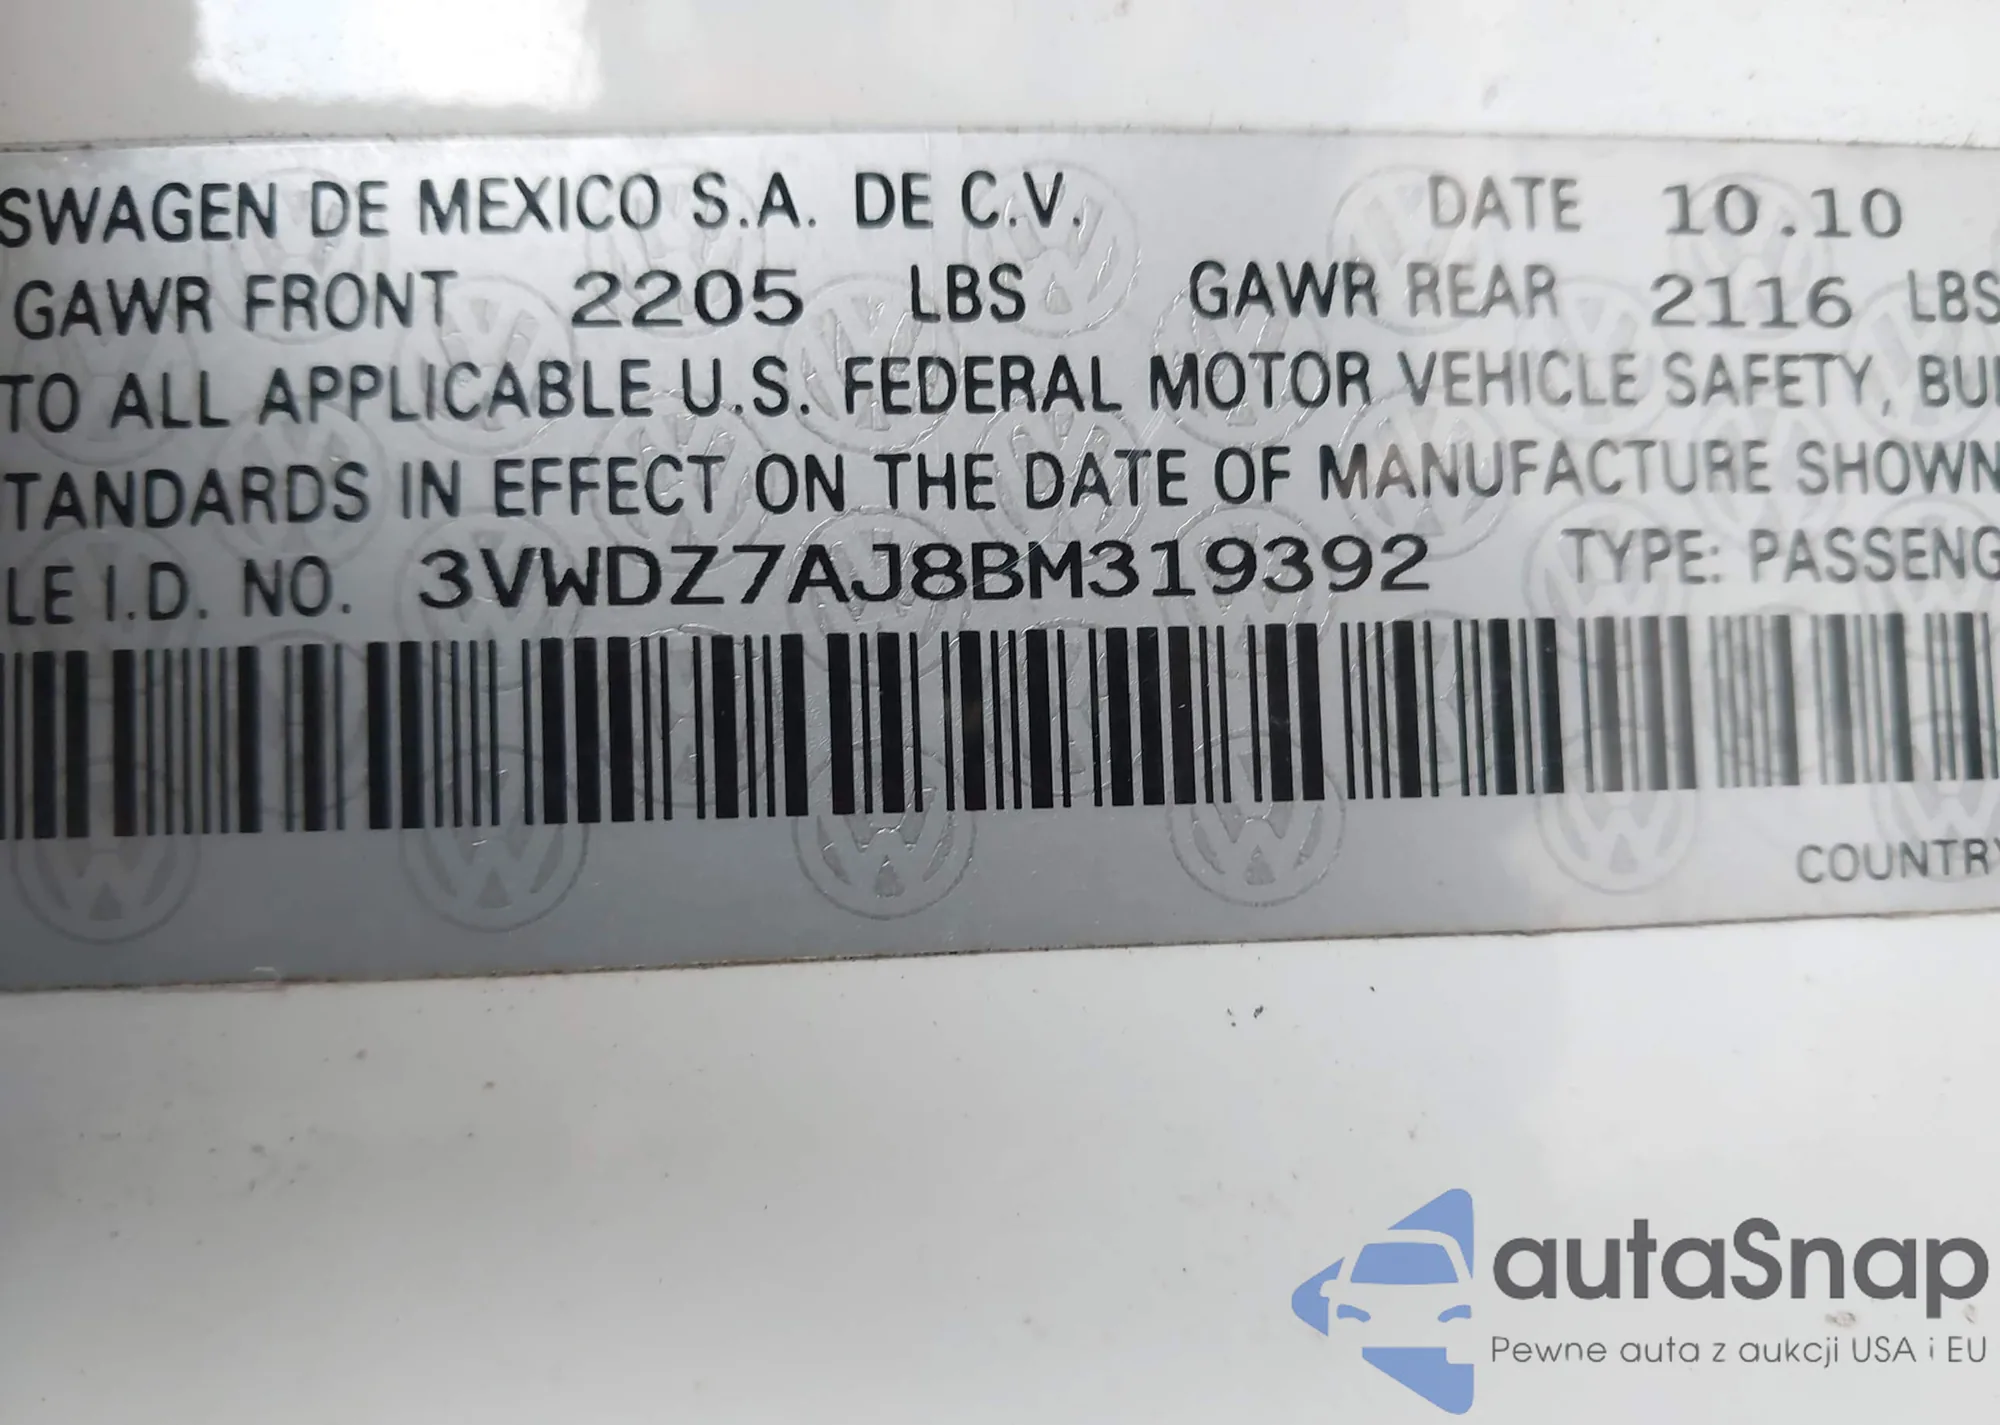 SWAGEN DE MEXICO S.A. DE C.V. DATE 10.10
GAWR FRONT 2205 LBS GAWR REAR 2116 LBS
TO ALL APPLICABLE U.S. FEDERAL MOTOR VEHICLE SAFETY, BU
TANDARDS IN EFFECT ON THE DATE OF MANUFACTURE SHOWN
LE I.D. NO. 3VWDZ7AJ8BM319392 TYPE: PASSENG
COUNTRY
autaSnap
Pewne auta z aukcji USA i EU